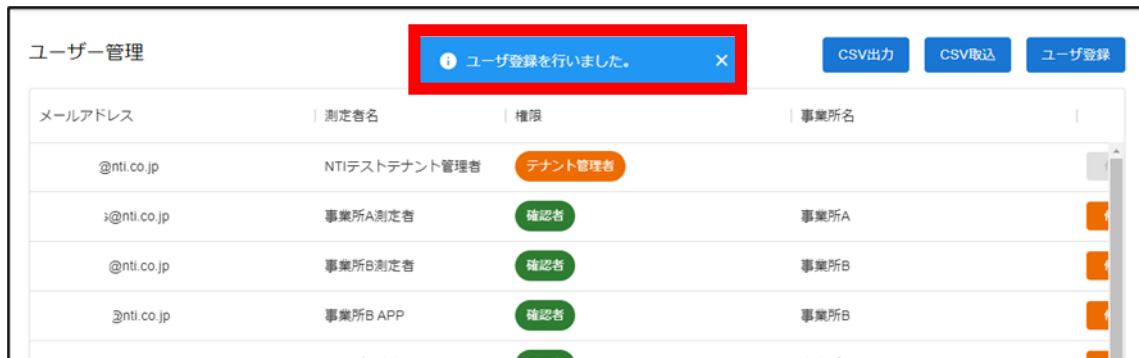 ユーザー管理
ユーザ登録を行いました。
CSV出力 CSV取込 ユーザ登録
メールアドレス 測定者名 権限 事業所名
@nti.co.jp NTIテストテナント管理者 テナント管理者
@nti.co.jp 事業所A測定者 確認者 事業所A
@nti.co.jp 事業所B測定者 確認者 事業所B
@nti.co.jp 事業所B APP 確認者 事業所B